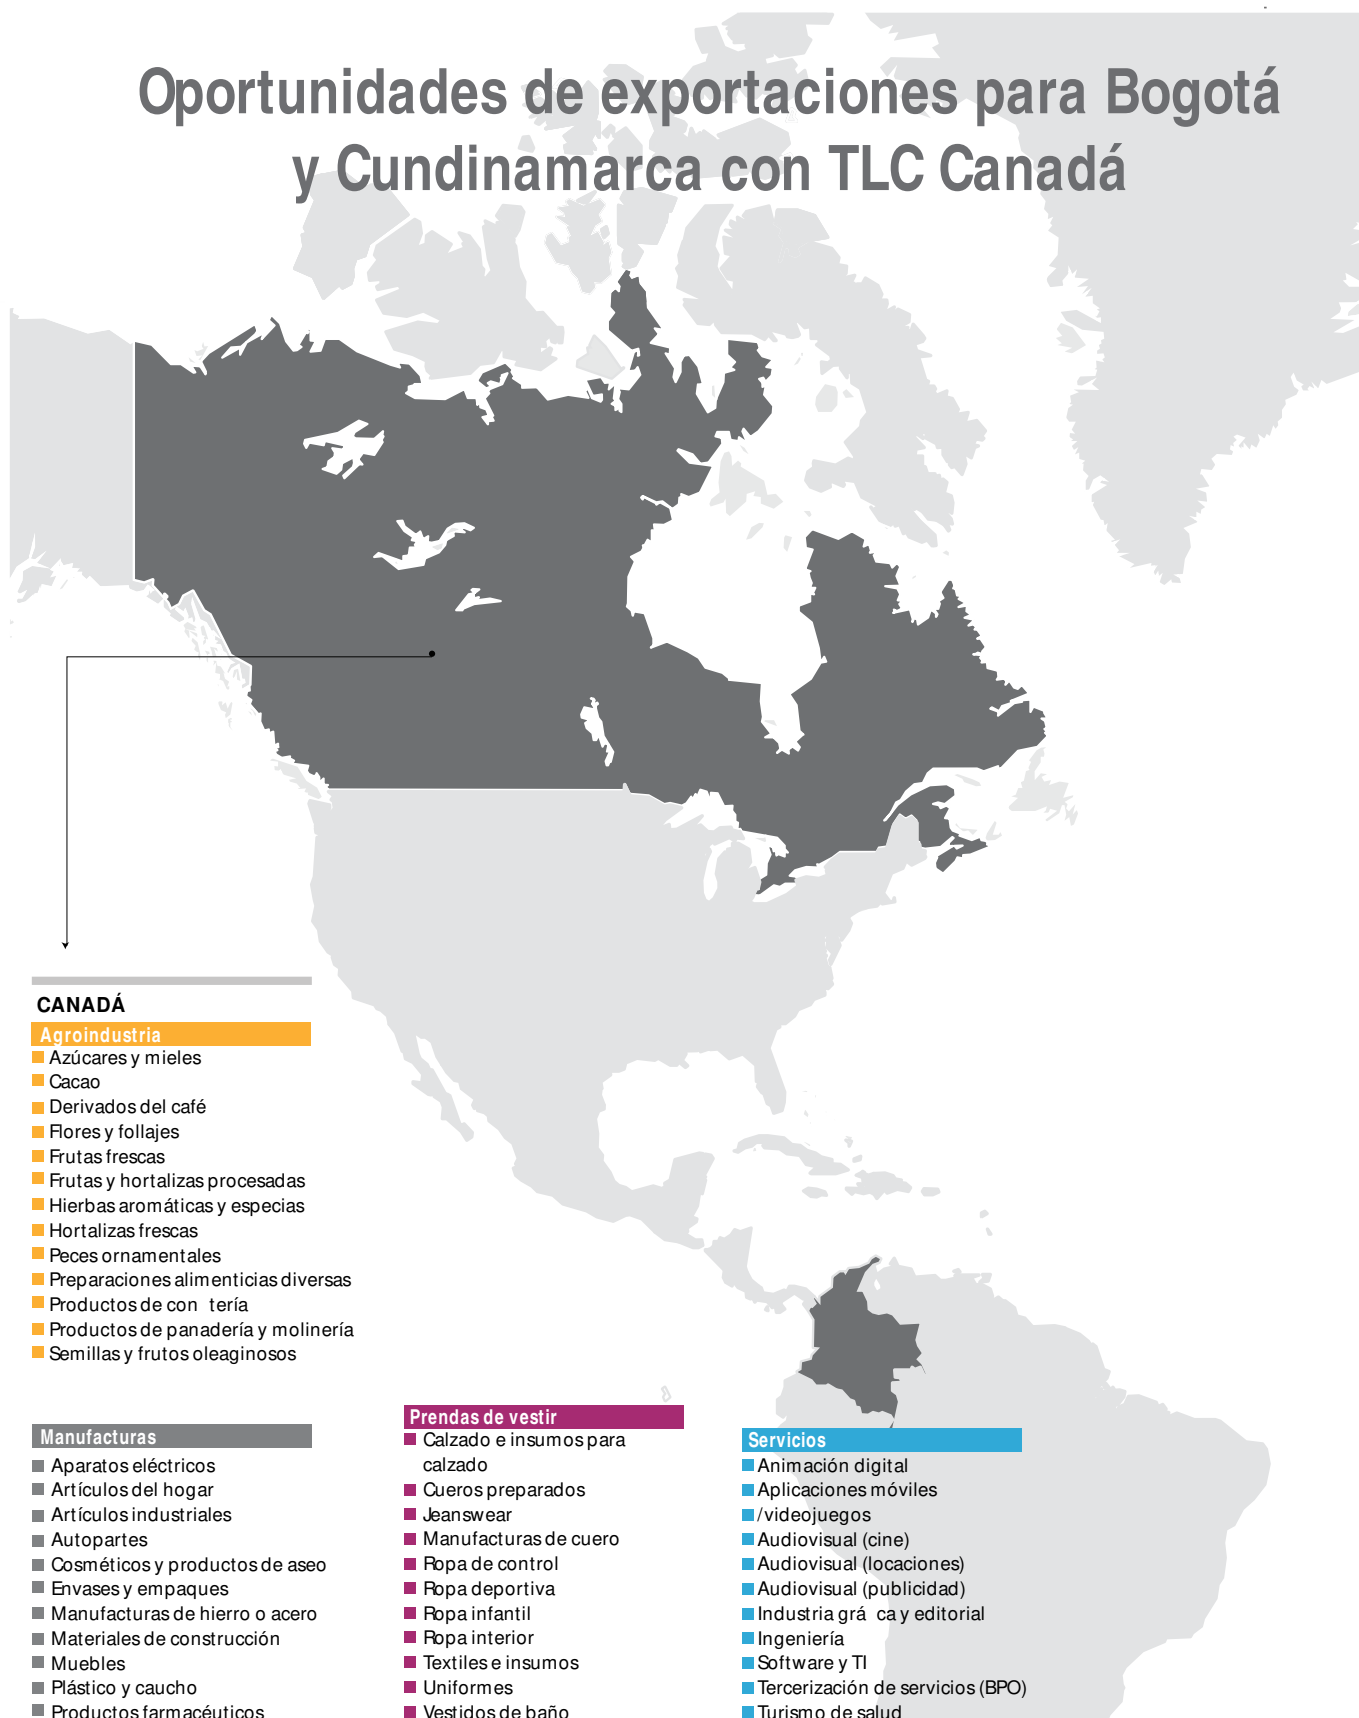 Oportunidades de exportaciones para Bogotá
y Cundinamarca con TLC Canadá
CANADÁ
Agroindustria
Azúcares y mieles
Cacao
Derivados del café
Flores y follajes
Frutas frescas
Frutas y hortalizas procesadas
Hierbas aromáticas y especias
Hortalizas frescas
Peces ornamentales
Preparaciones alimenticias diversas
Productos de con tería
Productos de panadería y molinería
Semillas y frutos oleaginosos
Manufacturas
Aparatos eléctricos
Artículos del hogar
Artículos industriales
Autopartes
Cosméticos y productos de aseo
Envases y empaques
Manufacturas de hierro o acero
Materiales de construcción
Muebles
Plástico y caucho
Productos farmacéuticos
Prendas de vestir
Calzado e insumos para
calzado
Cueros preparados
Jeanswear
Manufacturas de cuero
Ropa de control
Ropa deportiva
Ropa infantil
Ropa interior
Textiles e insumos
Uniformes
Vestidos de baño
Servicios
Animación digital
Aplicaciones móviles
/videojuegos
Audiovisual (cine)
Audiovisual (locaciones)
Audiovisual (publicidad)
Industria grá ca y editorial
Ingeniería
Software y TI
Tercerización de servicios (BPO)
Turismo de salud